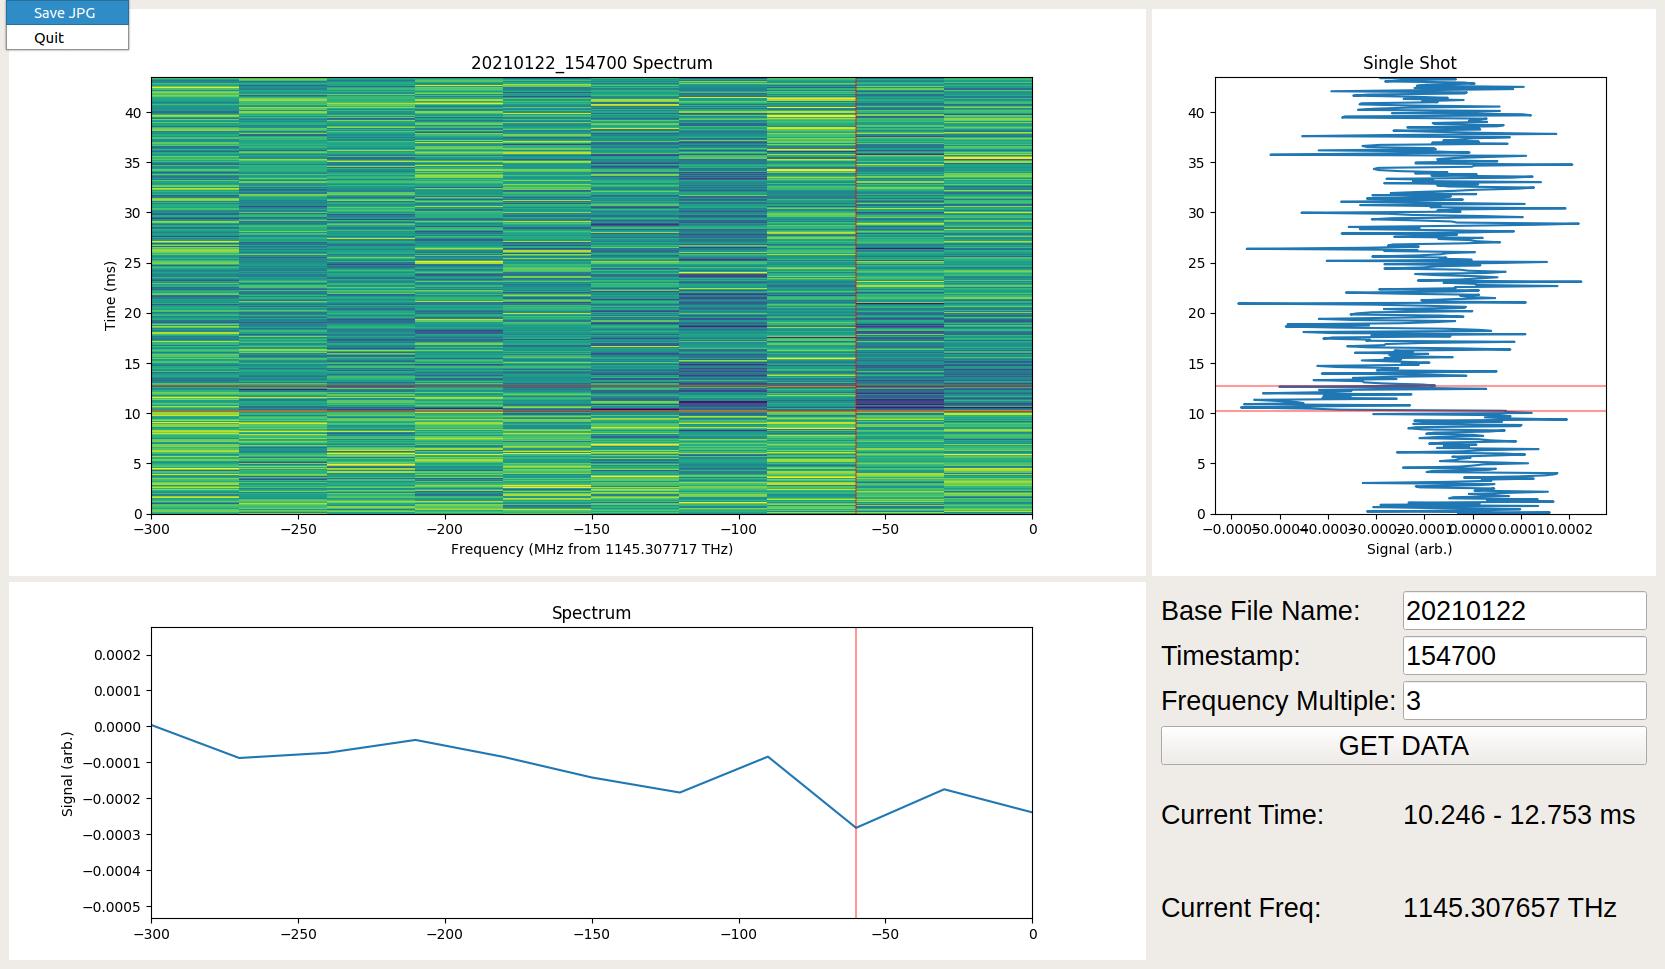 Save JPG
Quit
20210122_154700 Spectrum
40
35
30
25
20
15
10
5
0
Time (ms)
−300 −250 −200 −150 −100 −50 0
Frequency (MHz from 1145.307717 THz)
Single Shot
40
35
30
25
20
15
10
5
0
−0.0005 −0.0004 −0.0003 −0.0002 −0.0001 0.0000 0.0001 0.0002
Signal (arb.)
Spectrum
0.0002
0.0001
0.0000
−0.0001
−0.0002
−0.0003
−0.0004
−0.0005
Signal (arb.)
−300 −250 −200 −150 −100 −50 0
Base File Name: 20210122
Timestamp: 154700
Frequency Multiple: 3
GET DATA
Current Time: 10.246 - 12.753 ms
Current Freq: 1145.307657 THz